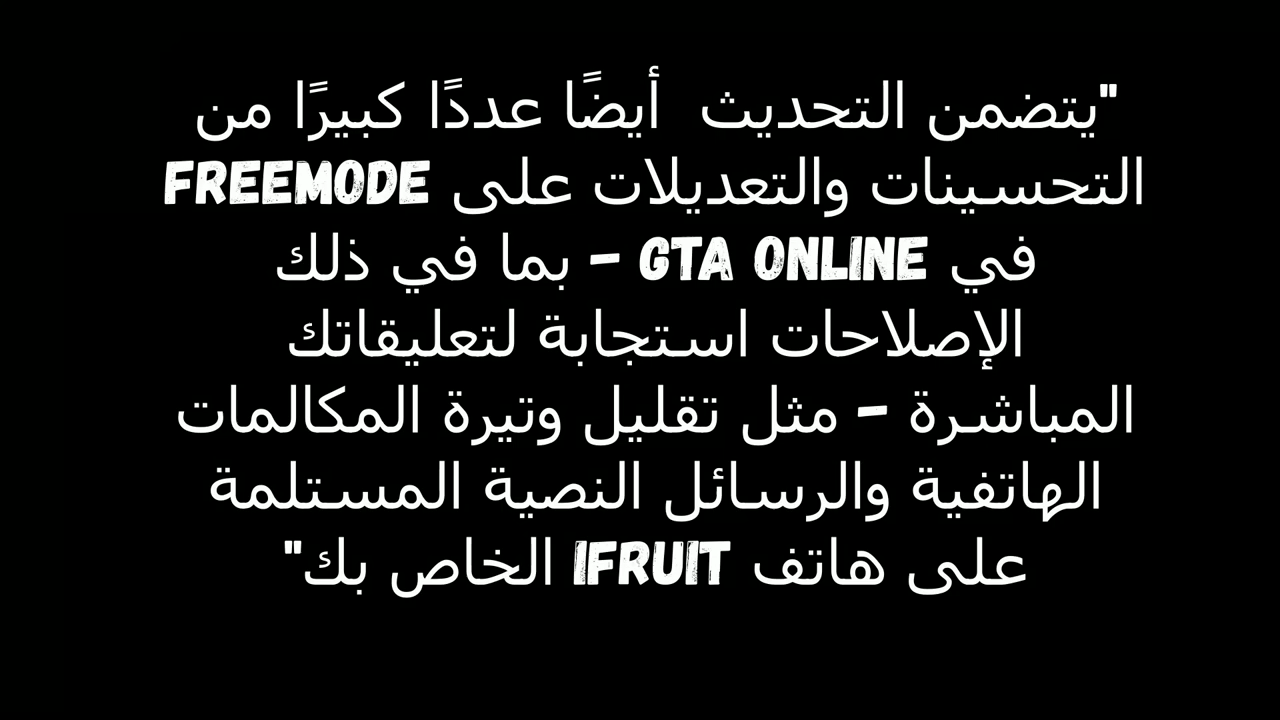 "يتضمن التحديث أيضًا عددًا كبيرًا من
التحسينات والتعديلات على FREEMODE
في GTA ONLINE – بما في ذلك
الإصلاحات استجابة لتعليقاتك
المباشرة – مثل تقليل وتيرة المكالمات
الهاتفية والرسائل النصية المستلمة
على هاتف IFRUIT الخاص بك"